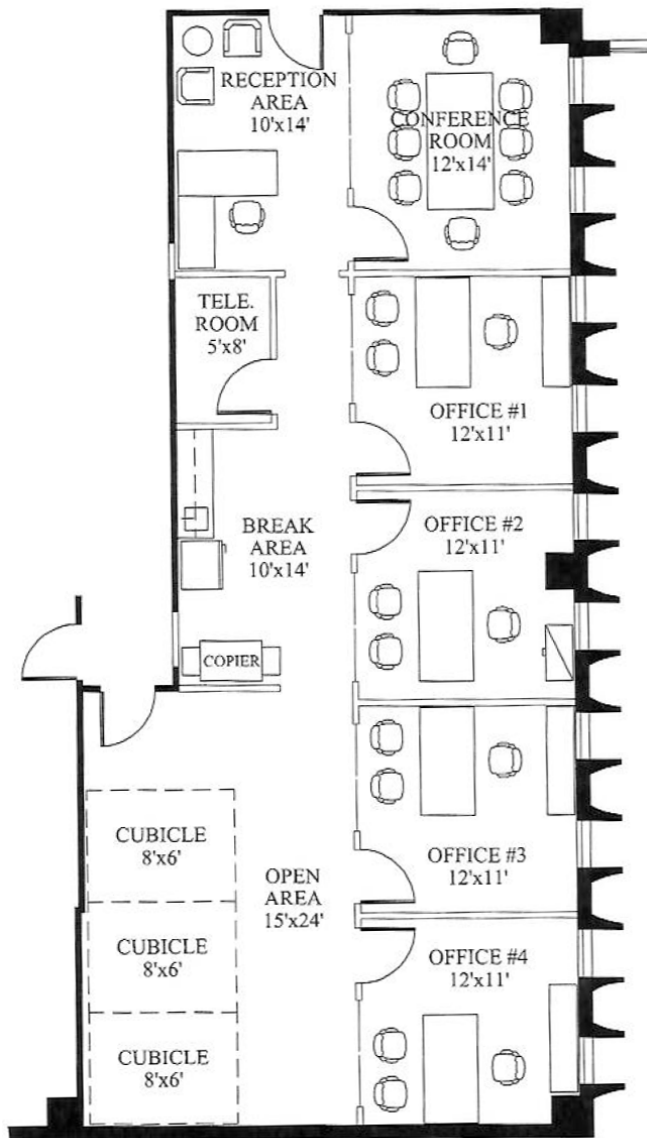 RECEPTION
AREA
10'x14'
CONFERENCE
ROOM
12'x14'
TELE.
ROOM
5'x8'
OFFICE #1
12'x11'
BREAK
AREA
10'x14'
OFFICE #2
12'x11'
COPIER
CUBICLE
8'x6'
OPEN
AREA
15'x24'
OFFICE #3
12'x11'
CUBICLE
8'x6'
OFFICE #4
12'x11'
CUBICLE
8'x6'